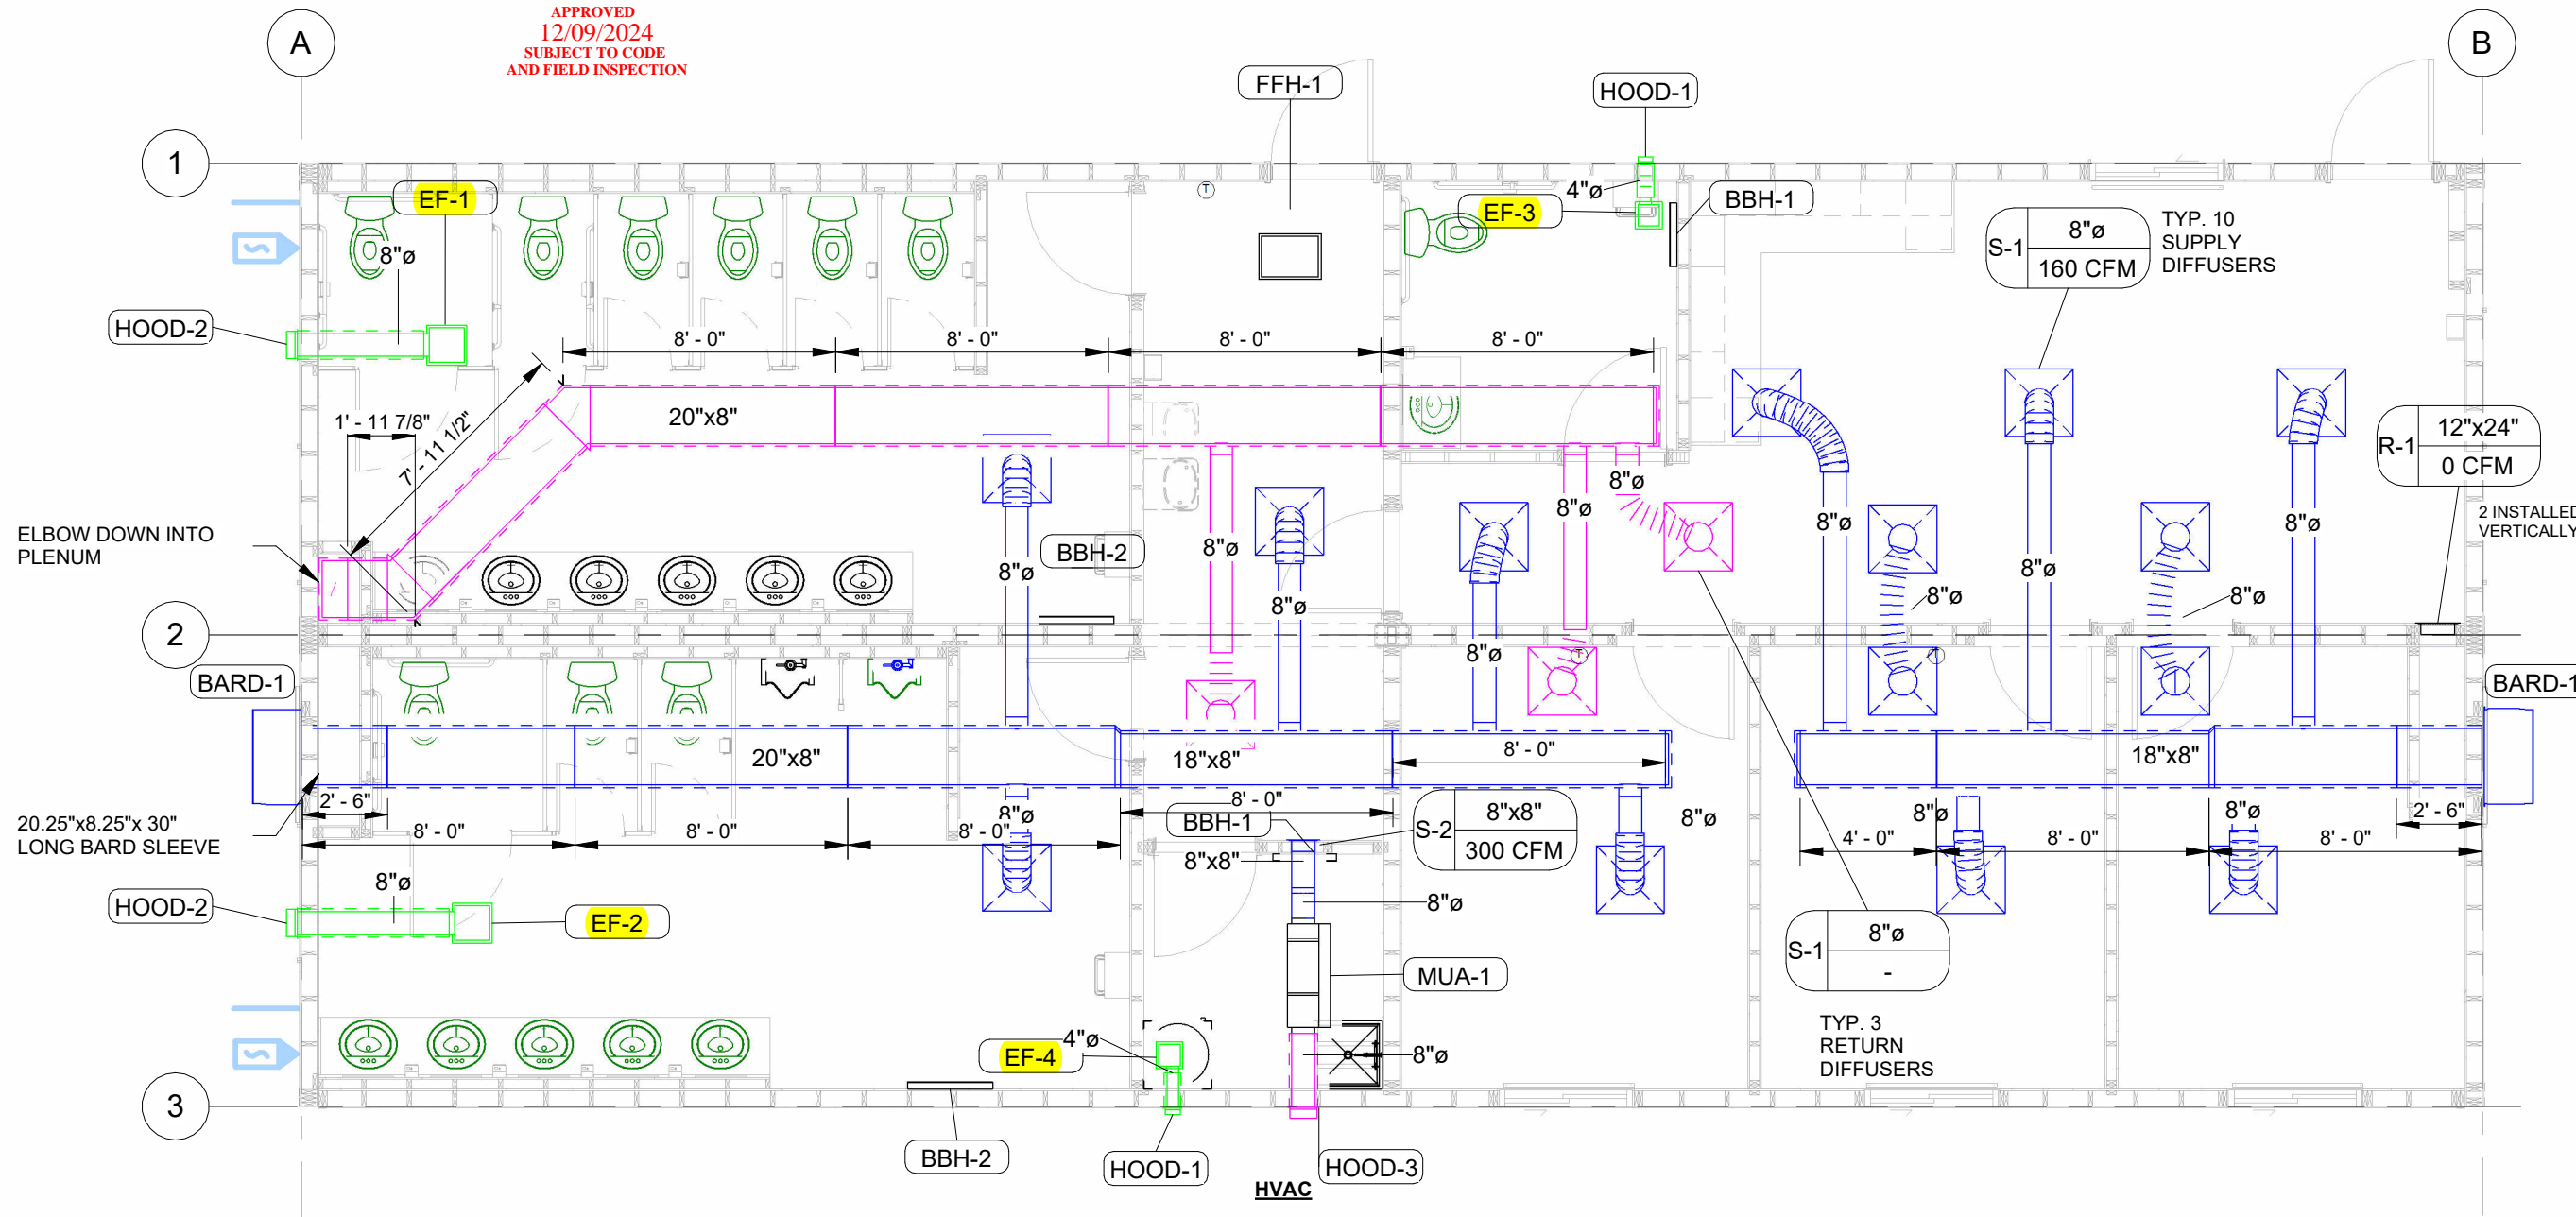 APPROVED
12/09/2024
SUBJECT TO CODE
AND FIELD INSPECTION
A
B
FFH-1
HOOD-1
1
EF-1
4"ø
EF-3
BBH-1
T
S-1
8"ø
160 CFM
TYP. 10
SUPPLY
DIFFUSERS
8"ø
HOOD-2
8' - 0"
8' - 0"
8' - 0"
8' - 0"
1' - 11 7/8"
7' - 11 1/2"
20"x8"
R-1
12"x24"
0 CFM
2 INSTALLED
VERTICALLY
ELBOW DOWN INTO
PLENUM
BBH-2
8"ø
8"ø
8"ø
8"ø
8"ø
8"ø
8"ø
8"ø
8"ø
8"ø
8"ø
2
8"ø
T
T
BARD-1
BARD-1
20"x8"
18"x8"
8' - 0"
18"x8"
2' - 6"
20.25"x8.25"x 30"
LONG BARD SLEEVE
8' - 0"
8' - 0"
8' - 0"
8"ø
8' - 0"
BBH-1
8"x8"
S-2
8"x8"
300 CFM
8"ø
8"ø
8"ø
2' - 6"
4' - 0"
8' - 0"
8' - 0"
8"ø
HOOD-2
EF-2
8"ø
MUA-1
S-1
8"ø
-
TYP. 3
RETURN
DIFFUSERS
EF-4
4"ø
8"ø
3
BBH-2
HOOD-1
HOOD-3
HVAC